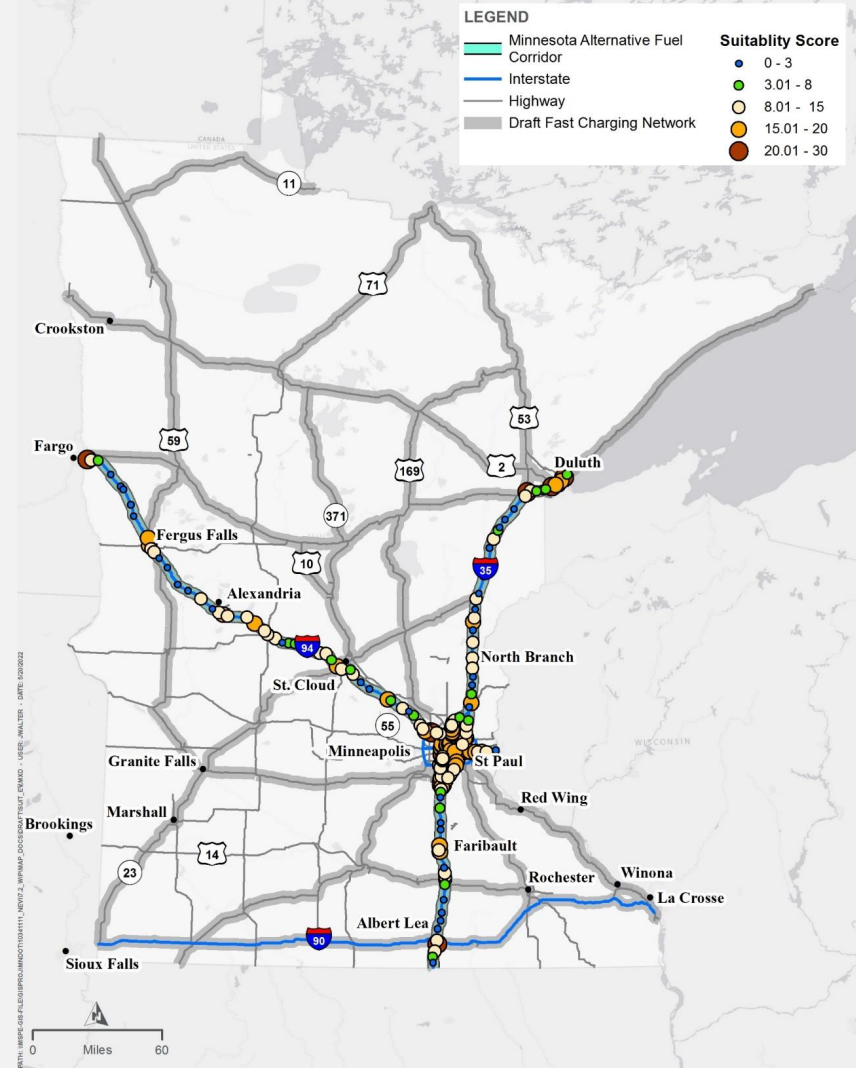 LEGEND
Minnesota Alternative Fuel
Corridor
Interstate
Highway
Draft Fast Charging Network
Suitablity Score
0 - 3
3.01 - 8
8.01 - 15
15.01 - 20
20.01 - 30
CANADA
UNITED STATES
11
71
Crookston
53
Fargo
59
Duluth
2
169
371
Fergus Falls
10
35
Alexandria
94
North Branch
St. Cloud
55
Minneapolis
WISCONSIN
St Paul
Granite Falls
Red Wing
Marshall
Brookings
Faribault
14
23
Rochester
Winona
La Crosse
Albert Lea
90
Sioux Falls
N
0 Miles 60